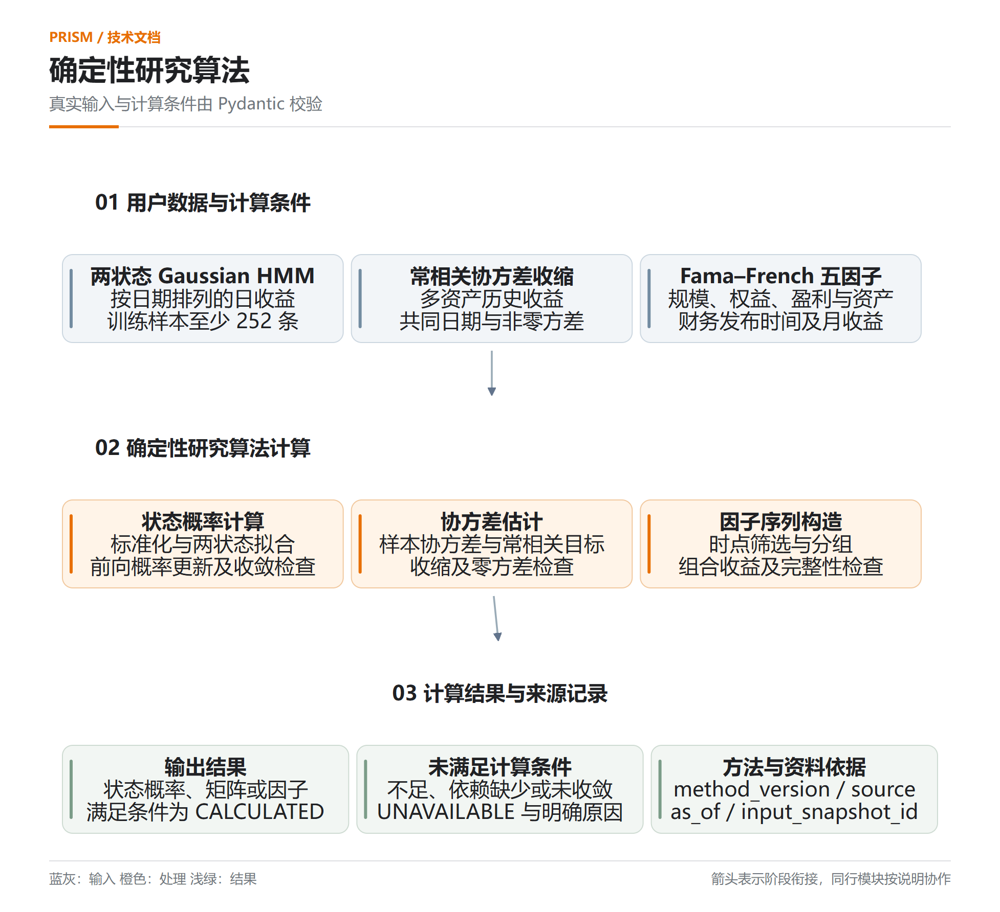 PRISM / 技术文档
确定性研究算法
真实输入与计算条件由 Pydantic 校验
01 用户数据与计算条件
两状态 Gaussian HMM
按日期排列的日收益
训练样本至少 252 条
常相关协方差收缩
多资产历史收益
共同日期与非零方差
Fama–French 五因子
规模、权益、盈利与资产
财务发布时间及月收益
02 确定性研究算法计算
状态概率计算
标准化与两状态拟合
前向概率更新及收敛检查
协方差估计
样本协方差与常相关目标
收缩及零方差检查
因子序列构造
时点筛选与分组
组合收益及完整性检查
03 计算结果与来源记录
输出结果
状态概率、矩阵或因子
满足条件为 CALCULATED
未满足计算条件
不足、依赖缺少或未收敛
UNAVAILABLE 与明确原因
方法与资料依据
method_version / source
as_of / input_snapshot_id
蓝灰：输入 橙色：处理 浅绿：结果
箭头表示阶段衔接，同行模块按说明协作